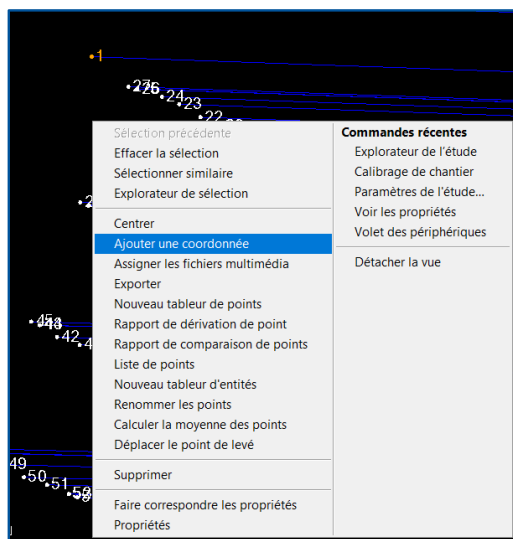 1
24
23
22
Sélection précédente
Effacer la sélection
Sélectionner similaire
Explorateur de sélection
Centrer
Ajouter une coordonnée
Assigner les fichiers multimédia
Exporter
Nouveau tableur de points
Rapport de dérivation de point
Rapport de comparaison de points
Liste de points
Nouveau tableur d'entités
Renommer les points
Calculer la moyenne des points
Déplacer le point de levé
Supprimer
Faire correspondre les propriétés
Propriétés
Commandes récentes
Explorateur de l'étude
Calibrage de chantier
Paramètres de l'étude...
Voir les propriétés
Volet des périphériques
Détacher la vue
42
49
50
51